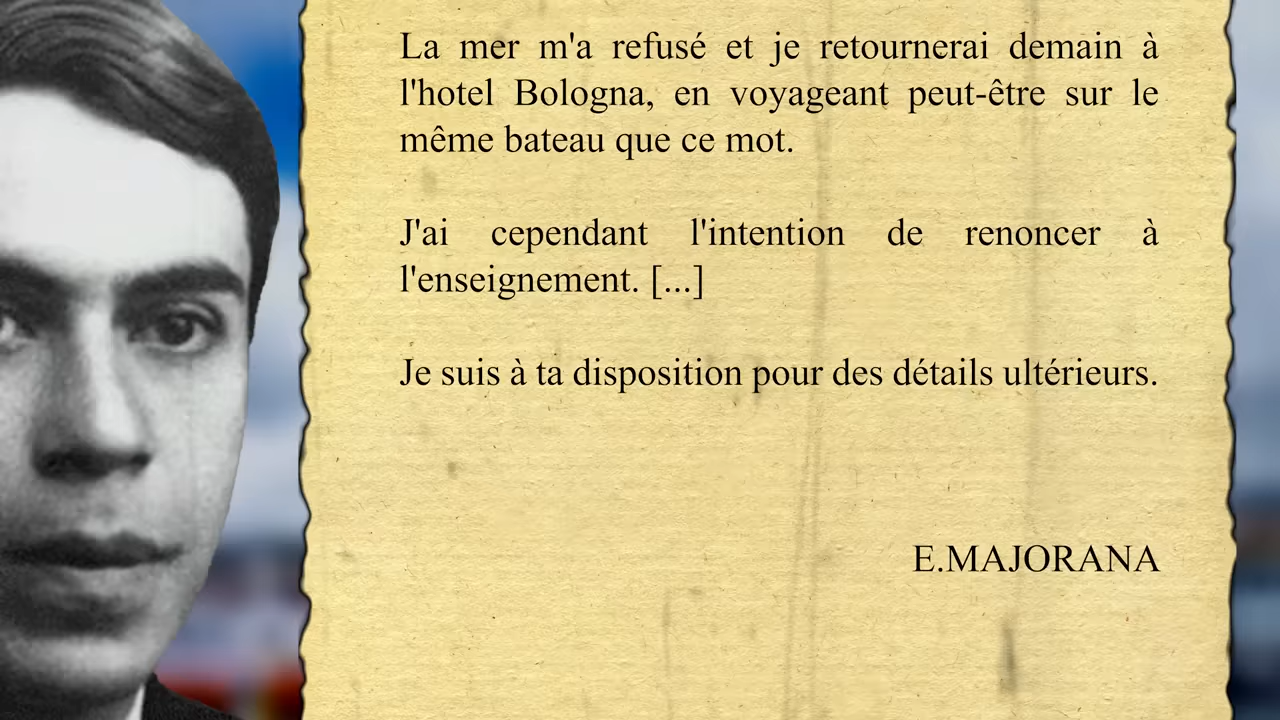 La mer m'a refusé et je retournerai demain à
l'hotel Bologna, en voyageant peut-être sur le
même bateau que ce mot.
J'ai cependant l'intention de renoncer à
l'enseignement. [...]
Je suis à ta disposition pour des détails ultérieurs.
E.MAJORANA